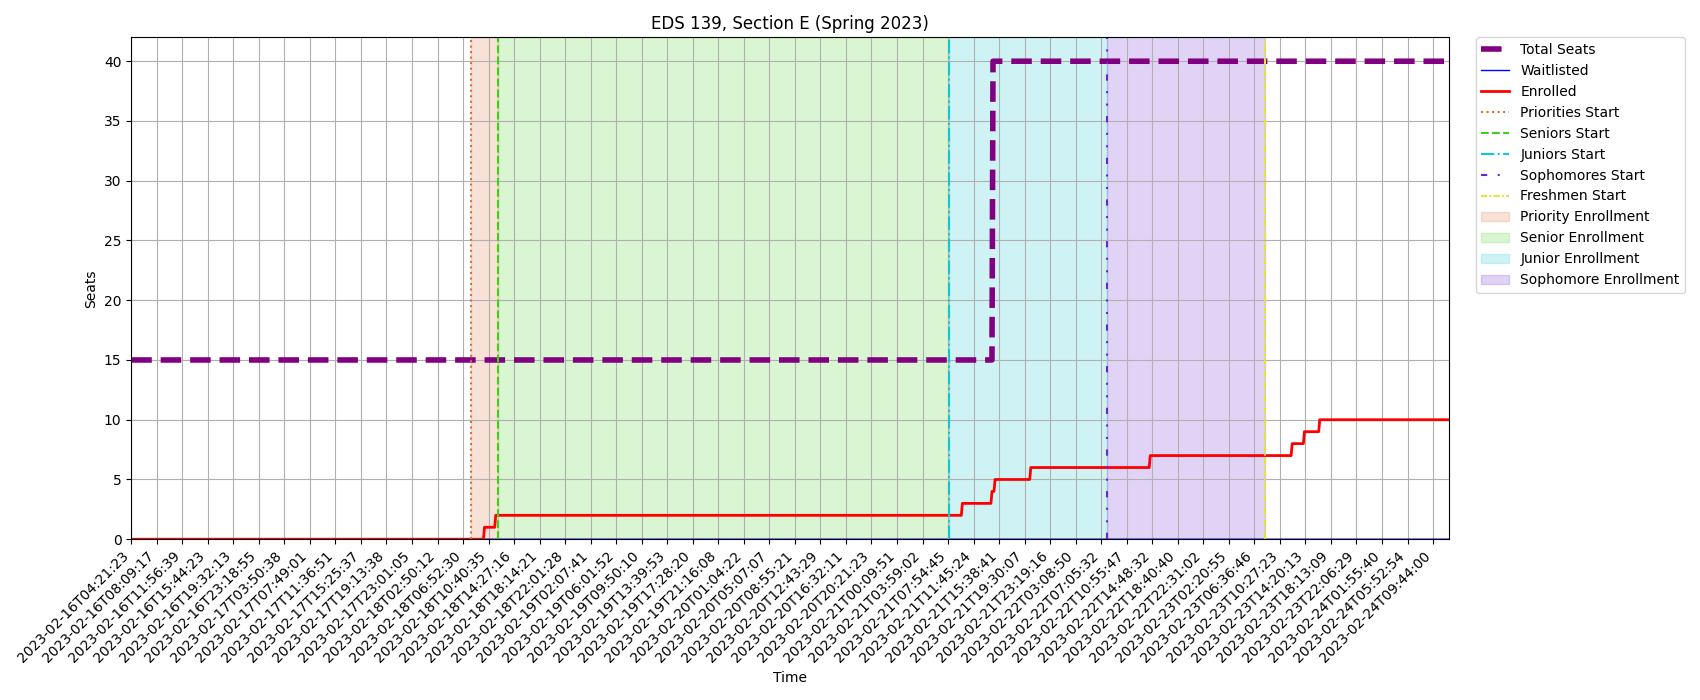 EDS 139, Section E (Spring 2023)
Seats
40
35
30
25
20
15
10
5
0
2023-02-16T04:21:23
2023-02-16T08:09:17
2023-02-16T11:56:39
2023-02-16T15:44:23
2023-02-16T19:32:13
2023-02-16T23:18:55
2023-02-17T03:50:38
2023-02-17T07:49:01
2023-02-17T11:36:51
2023-02-17T15:25:37
2023-02-17T19:13:38
2023-02-17T23:01:05
2023-02-18T02:50:12
2023-02-18T06:52:30
2023-02-18T10:40:35
2023-02-18T14:27:16
2023-02-18T18:14:21
2023-02-18T22:01:28
2023-02-19T02:07:41
2023-02-19T06:01:52
2023-02-19T09:50:10
2023-02-19T13:39:53
2023-02-19T17:28:20
2023-02-19T21:16:08
2023-02-20T01:04:22
2023-02-20T05:07:07
2023-02-20T08:55:21
2023-02-20T12:43:29
2023-02-20T16:32:11
2023-02-20T20:21:23
2023-02-21T00:09:51
2023-02-21T03:59:02
2023-02-21T07:54:45
2023-02-21T11:45:24
2023-02-21T15:38:41
2023-02-21T19:30:07
2023-02-21T23:19:16
2023-02-22T03:08:50
2023-02-22T07:05:32
2023-02-22T10:55:47
2023-02-22T14:48:32
2023-02-22T18:40:40
2023-02-22T22:31:02
2023-02-23T02:20:55
2023-02-23T06:36:46
2023-02-23T10:27:23
2023-02-23T14:20:13
2023-02-23T18:13:09
2023-02-23T22:06:29
2023-02-24T01:55:40
2023-02-24T05:52:54
2023-02-24T09:44:00
Time
Total Seats
Waitlisted
Enrolled
Priorities Start
Seniors Start
Juniors Start
Sophomores Start
Freshmen Start
Priority Enrollment
Senior Enrollment
Junior Enrollment
Sophomore Enrollment